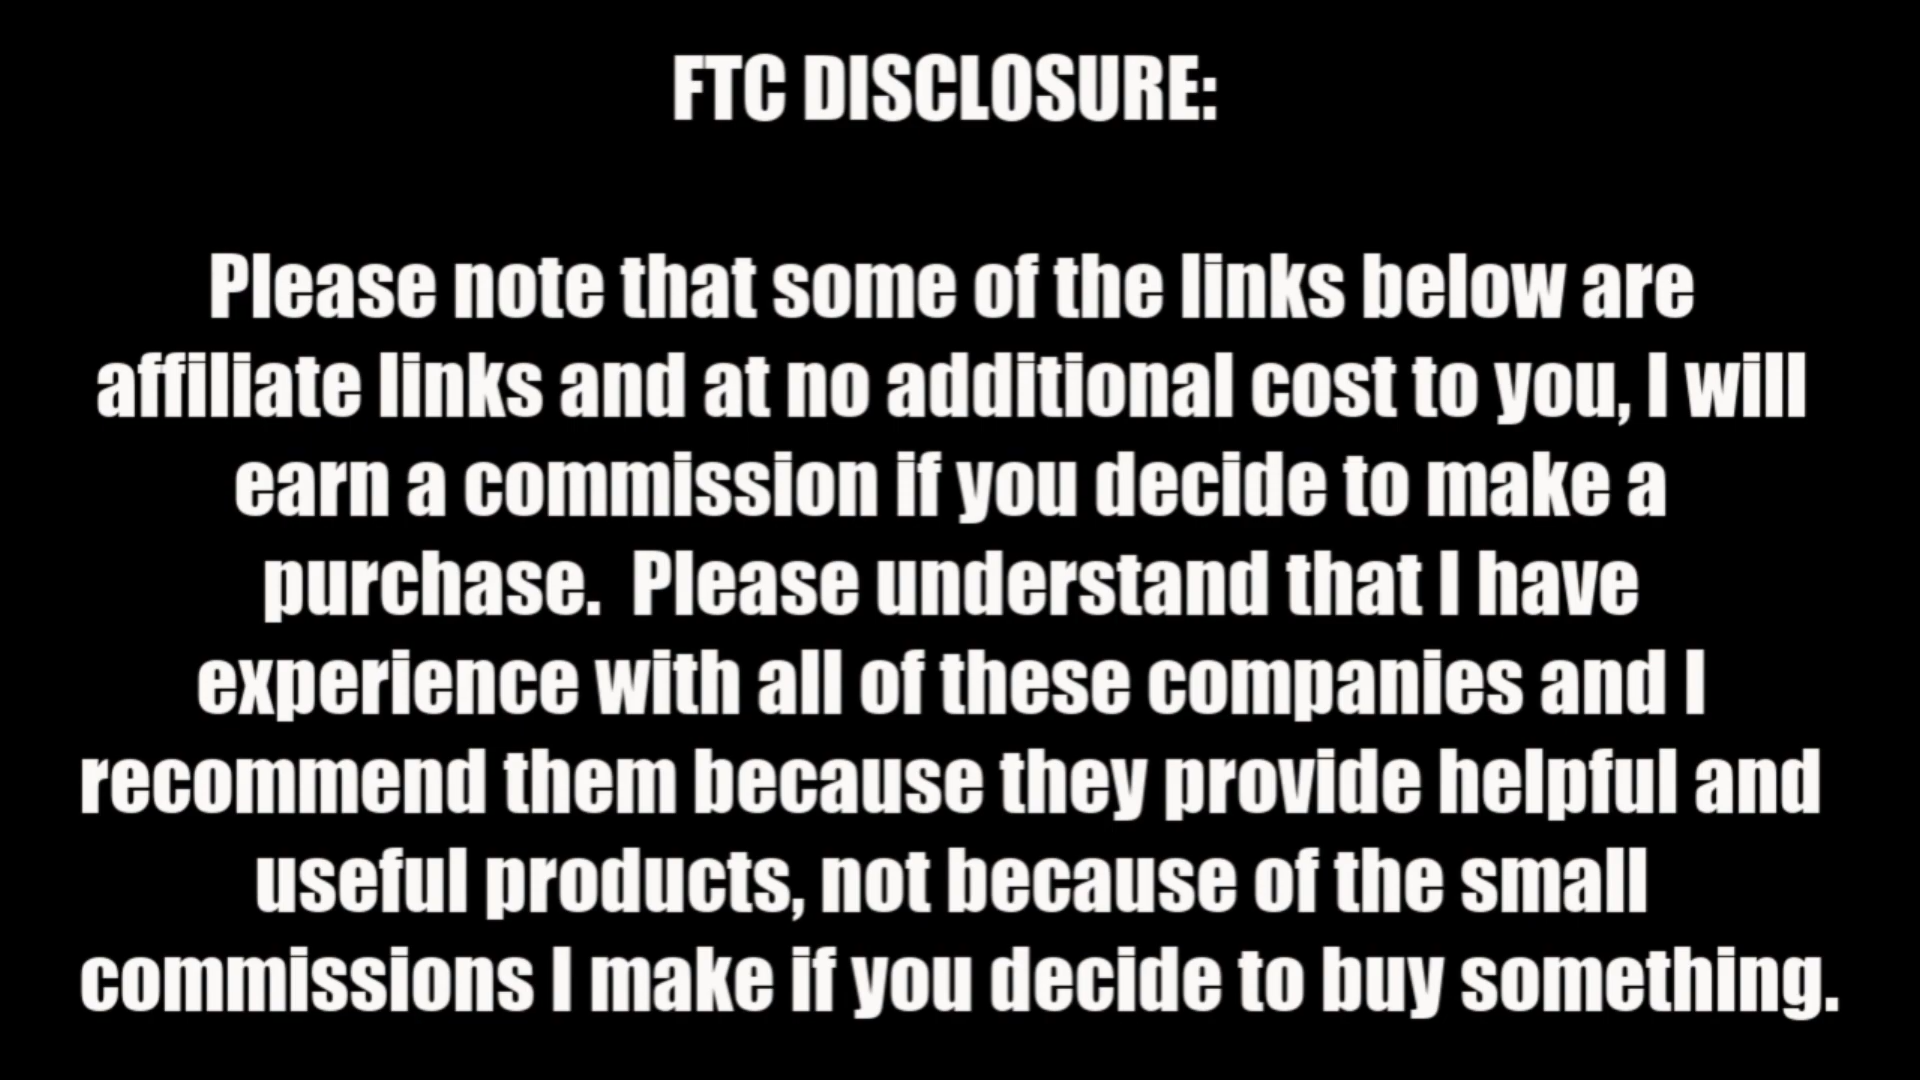 FTC DISCLOSURE:
Please note that some of the links below are
affiliate links and at no additional cost to you, I will
earn a commission if you decide to make a
purchase.  Please understand that I have
experience with all of these companies and I
recommend them because they provide helpful and
useful products, not because of the small
commissions I make if you decide to buy something.